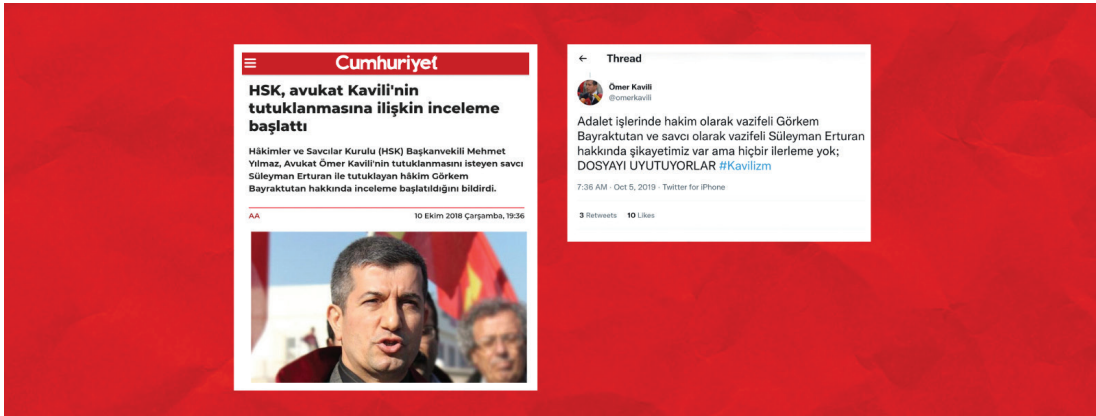 Cumhuriyet
HSK, avukat Kavili'nin
tutuklanmasına ilişkin inceleme
başlattı
Hâkimler ve Savcılar Kurulu (HSK) Başkanvekili Mehmet
Yılmaz, Avukat Ömer Kavili'nin tutuklanmasını isteyen savcı
Süleyman Erturan ile tutuklayan hâkim Görkem
Bayraktutan hakkında inceleme başlatıldığını bildirdi.
AA
10 Ekim 2018 Çarşamba, 19:36
Thread
Ömer Kavili
@omerkavili
Adalet işlerinde hakim olarak vazifeli Görkem
Bayraktutan ve savcı olarak vazifeli Süleyman Erturan
hakkında şikayetimiz var ama hiçbir ilerleme yok;
DOSYAYI UYUTUYORLAR #Kavilizm
7:36 AM · Oct 5, 2019 · Twitter for iPhone
3 Retweets 10 Likes